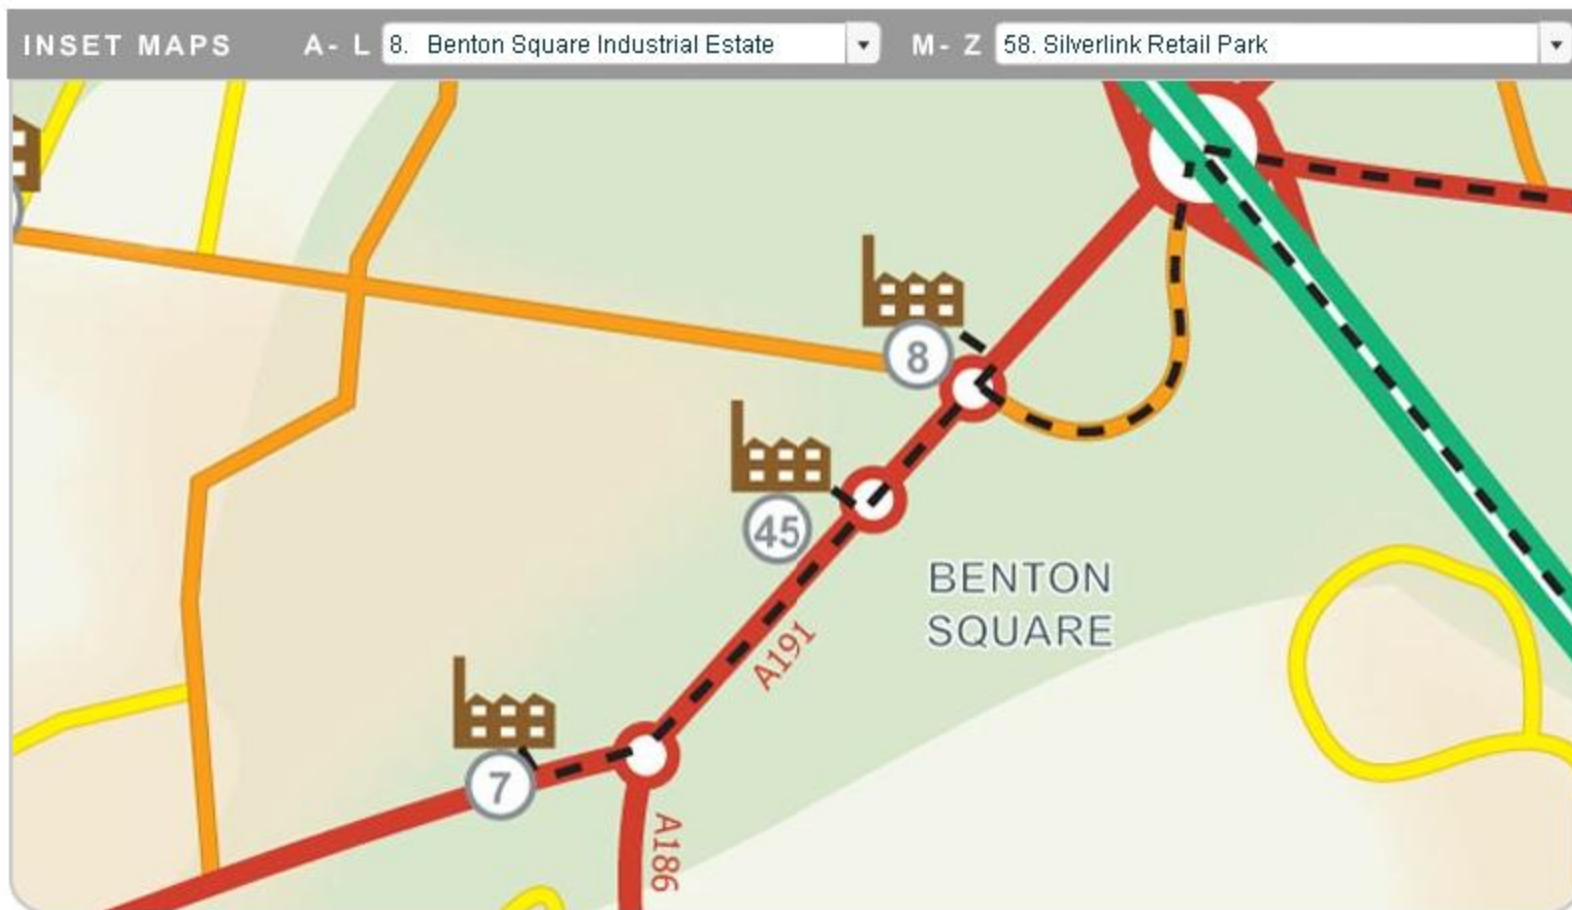 INSET MAPS A- L 8. Benton Square Industrial Estate M- Z 58. Silverlink Retail Park
8
45
BENTON
SQUARE
A191
7
A186